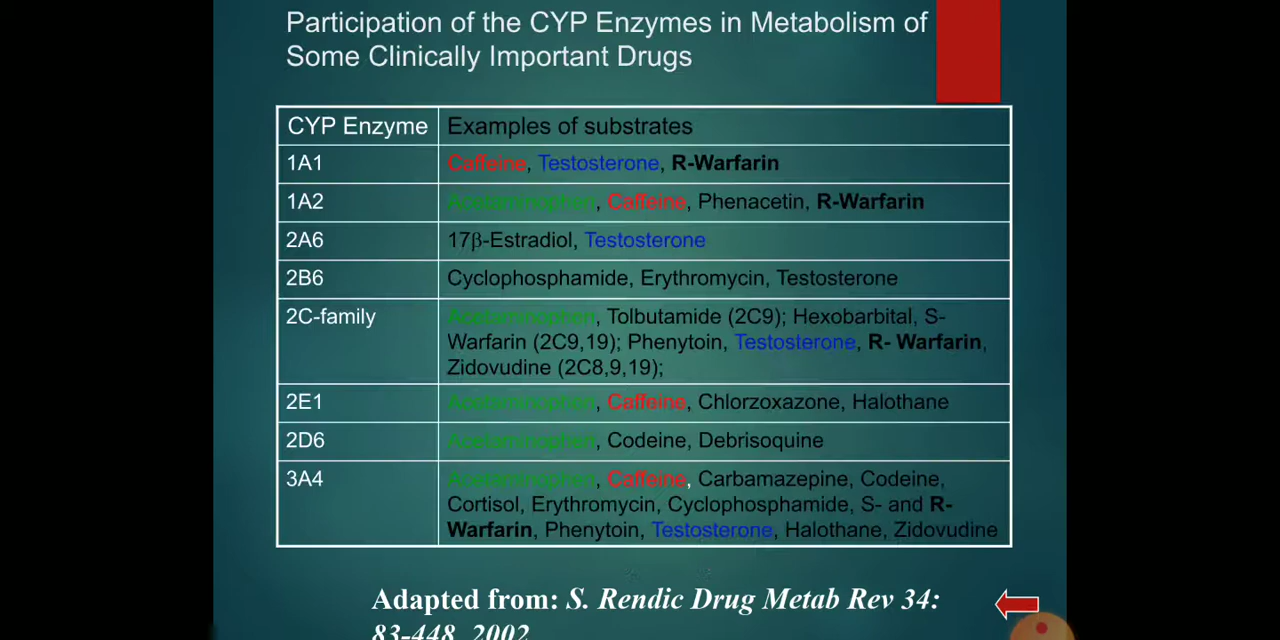 Participation of the CYP Enzymes in Metabolism of
Some Clinically Important Drugs
CYP Enzyme Examples of substrates
1A1 Caffeine, Testosterone, R-Warfarin
1A2 Acetaminophen, Caffeine, Phenacetin, R-Warfarin
2A6 17β-Estradiol, Testosterone
2B6 Cyclophosphamide, Erythromycin, Testosterone
2C-family Acetaminophen, Tolbutamide (2C9); Hexobarbital, S-
Warfarin (2C9,19); Phenytoin, Testosterone, R- Warfarin,
Zidovudine (2C8,9,19);
2E1 Acetaminophen, Caffeine, Chlorzoxazone, Halothane
2D6 Acetaminophen, Codeine, Debrisoquine
3A4 Acetaminophen, Caffeine, Carbamazepine, Codeine,
Cortisol, Erythromycin, Cyclophosphamide, S- and R-
Warfarin, Phenytoin, Testosterone, Halothane, Zidovudine
Adapted from: S. Rendic Drug Metab Rev 34:
83-448, 2002